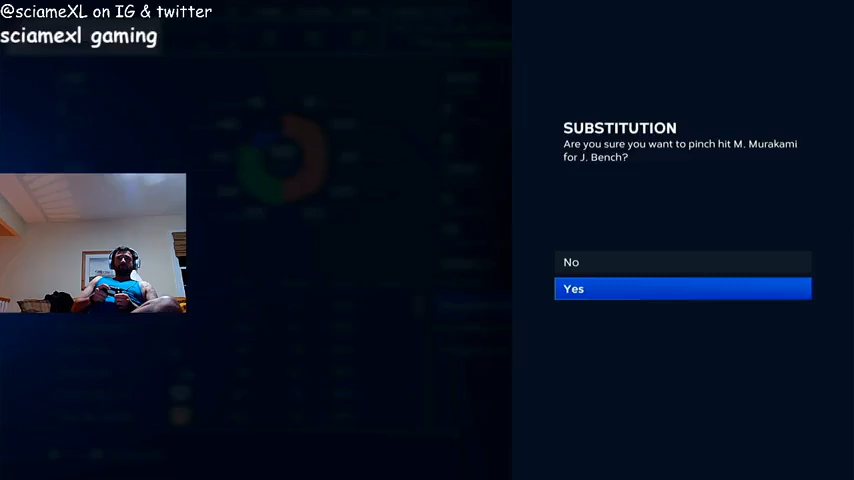 @sciameXL on IG & twitter
sciamexl gaming
SUBSTITUTION
Are you sure you want to pinch hit M. Murakami
for J. Bench?
No
Yes